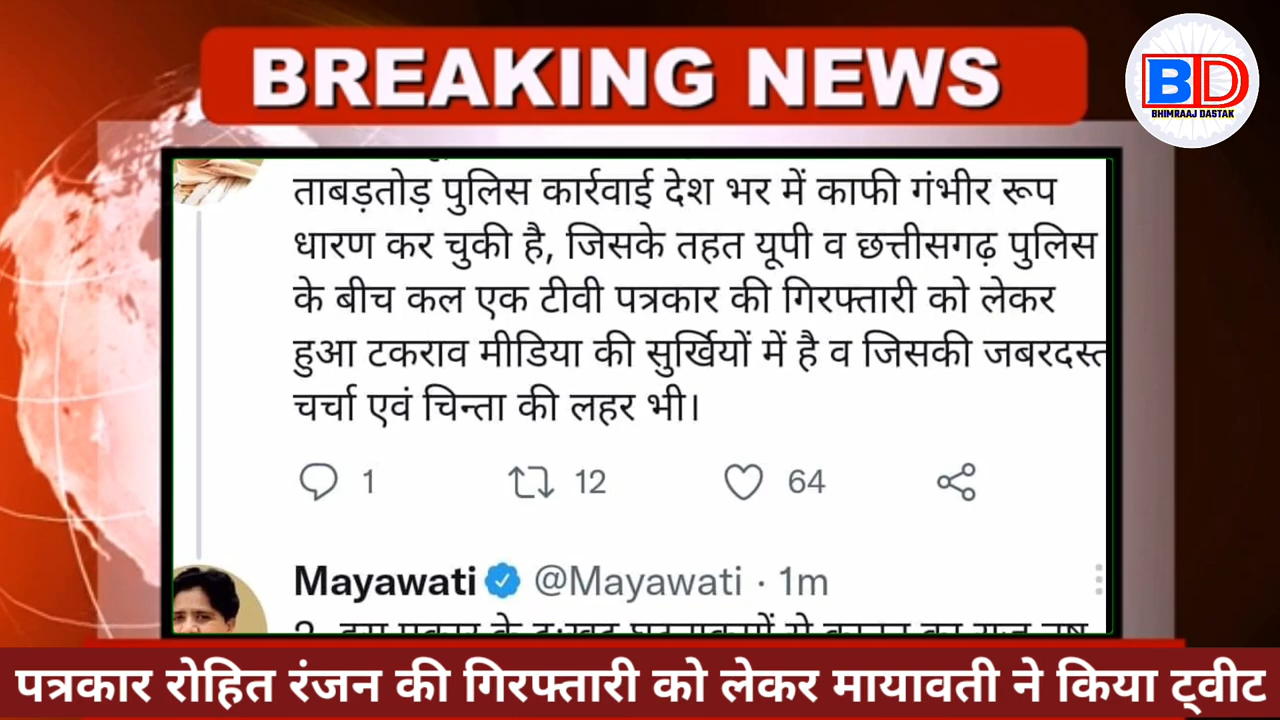 BREAKING NEWS
BD
BHIMRAAJ DASTAK
ताबड़तोड़ पुलिस कार्रवाई देश भर में काफी गंभीर रूप
धारण कर चुकी है, जिसके तहत यूपी व छत्तीसगढ़ पुलिस
के बीच कल एक टीवी पत्रकार की गिरफ्तारी को लेकर
हुआ टकराव मीडिया की सुर्खियों में है व जिसकी जबरदस्त
चर्चा एवं चिन्ता की लहर भी।
1 12 64
Mayawati @Mayawati · 1m
पत्रकार रोहित रंजन की गिरफ्तारी को लेकर मायावती ने किया ट्वीट